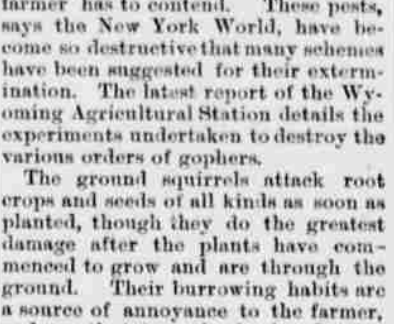 farmer has to contend. These pests,
says the New York World, have be-
come so destructive that many schemes
have been suggested for their exterm-
ination. The latest report of the Wy-
oming Agricultural Station details the
experiments undertaken to destroy the
various orders of gophers.
The ground squirrels attack root
crops and seeds of all kinds as soon as
planted, though they do the greatest
damage after the plants have com-
menced to grow and are through the
ground. Their burrowing habits are
a source of annoyance to the farmer,